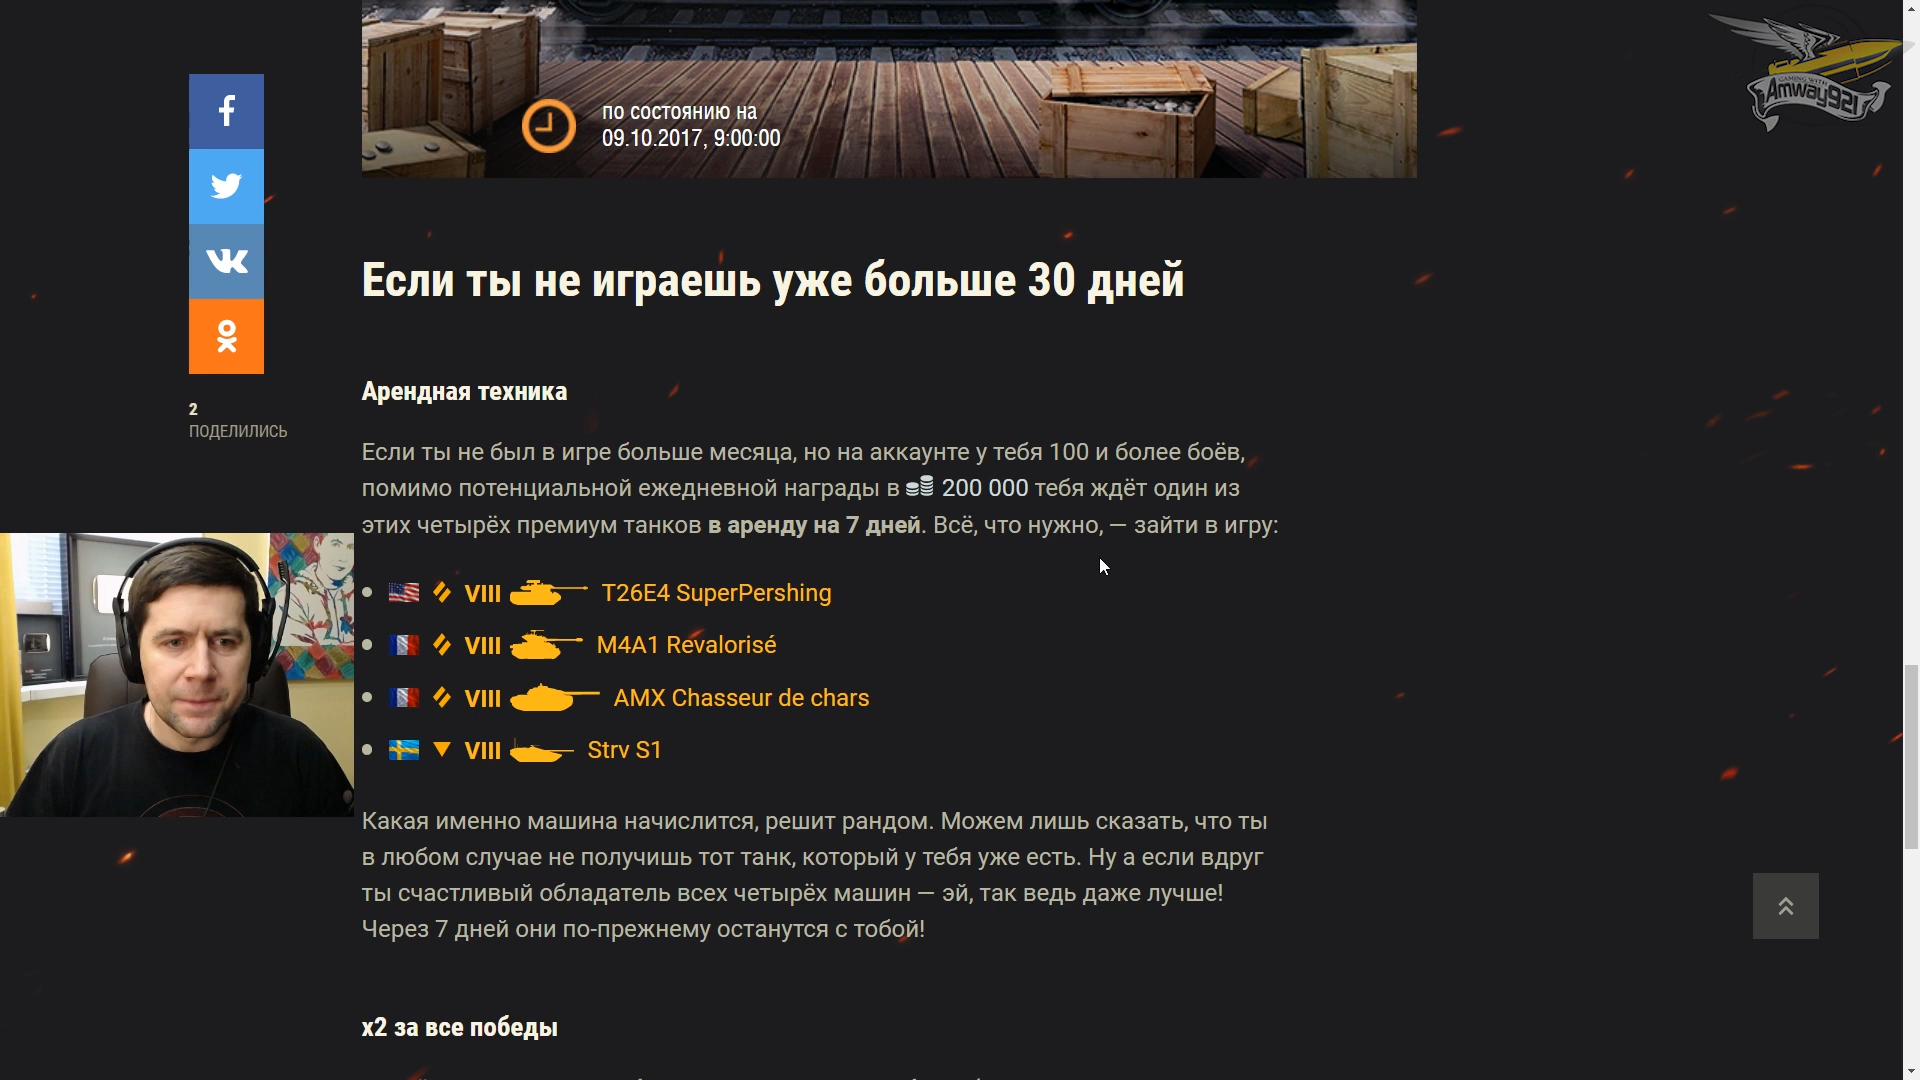 GAMING WITH
Amway921
по состоянию на
09.10.2017, 9:00:00
Если ты не играешь уже больше 30 дней
2
ПОДЕЛИЛИСЬ
Арендная техника
Если ты не был в игре больше месяца, но на аккаунте у тебя 100 и более боёв,
помимо потенциальной ежедневной награды в 200 000 тебя ждёт один из
этих четырёх премиум танков в аренду на 7 дней. Всё, что нужно, — зайти в игру:
VIII T26E4 SuperPershing
VIII M4A1 Revalorisé
VIII AMX Chasseur de chars
VIII Strv S1
Какая именно машина начислится, решит рандом. Можем лишь сказать, что ты
в любом случае не получишь тот танк, который у тебя уже есть. Ну а если вдруг
ты счастливый обладатель всех четырёх машин — эй, так ведь даже лучше!
Через 7 дней они по-прежнему останутся с тобой!
х2 за все победы